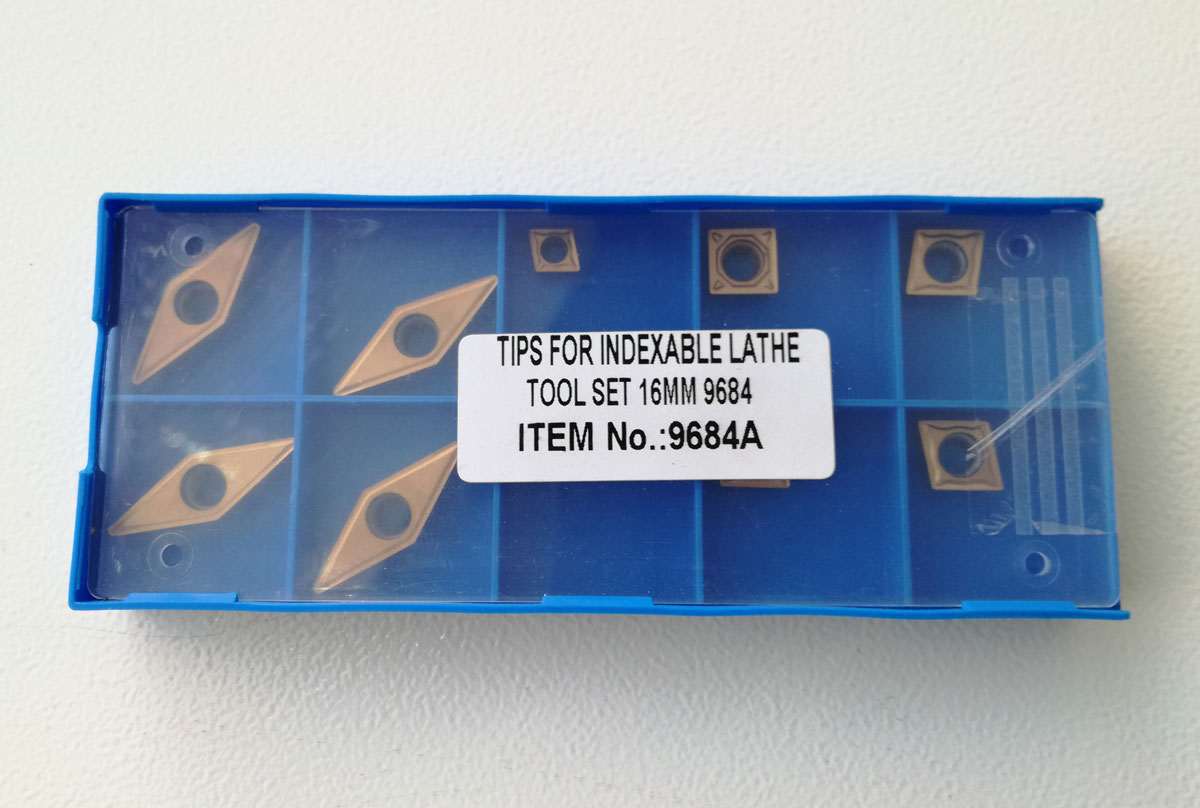 TIPS FOR INDEXABLE LATHE
TOOL SET 16MM 9684
ITEM No.:9684A